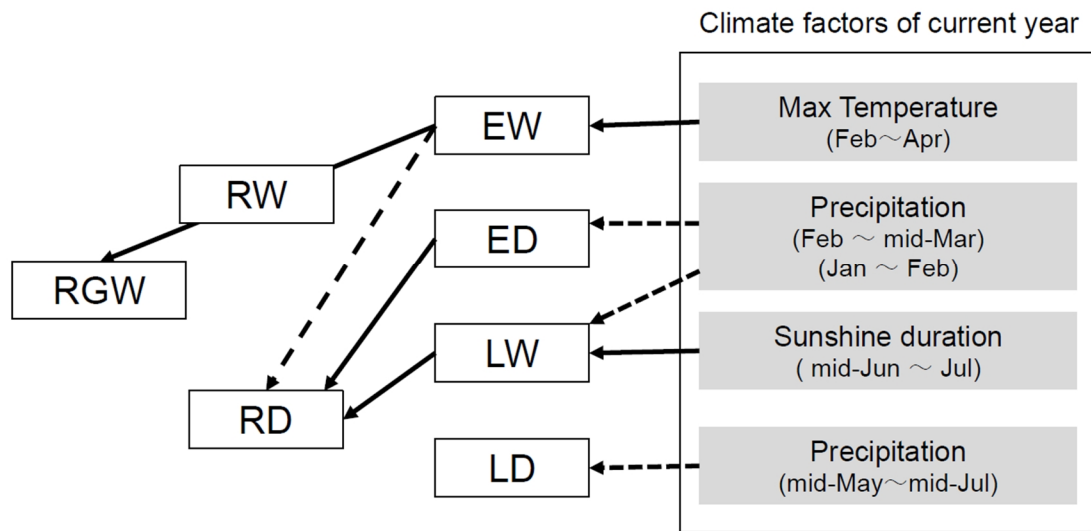 Climate factors of current year
Max Temperature
(Feb～Apr)
EW
RW
Precipitation
(Feb ～ mid-Mar)
(Jan ～ Feb)
ED
RGW
Sunshine duration
( mid-Jun ～ Jul)
LW
RD
Precipitation
(mid-May～mid-Jul)
LD